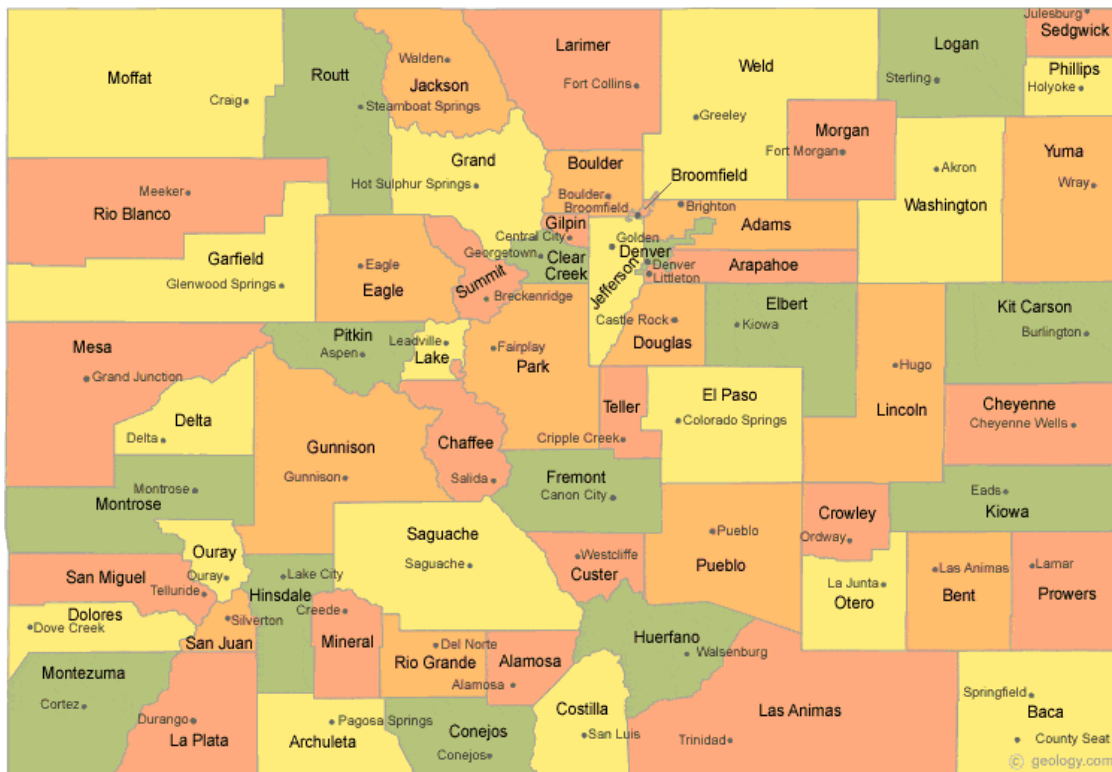 Julesburg
Sedgwick
Logan
Larimer
Walden
Routt
Weld
Phillips
Moffat
Jackson
Sterling
Fort Collins
Holyoke
Craig
Steamboat Springs
Greeley
Morgan
Fort Morgan
Grand
Boulder
Yuma
Akron
Broomfield
Hot Sulphur Springs
Wray
Meeker
Boulder
Washington
Rio Blanco
Broomfield
Brighton
Gilpin
Adams
Central City
Golden
Garfield
Georgetown
Clear
Creek
Denver
Eagle
Denver
Arapahoe
Littleton
Glenwood Springs
Eagle
Summit
Jefferson
Breckenridge
Elbert
Kit Carson
Castle Rock
Kiowa
Burlington
Pitkin
Leadville
Douglas
Mesa
Aspen
Lake
Fairplay
Park
Hugo
Grand Junction
El Paso
Teller
Cheyenne
Lincoln
Delta
Colorado Springs
Cheyenne Wells
Delta
Gunnison
Chaffee
Cripple Creek
Gunnison
Salida
Fremont
Montrose
Canon City
Eads
Montrose
Crowley
Kiowa
Saguache
Pueblo
Ordway
Ouray
Westcliffe
Saguache
Pueblo
San Miguel
Ouray
Lake City
Custer
Las Animas
Lamar
Telluride
Hinsdale
La Junta
Otero
Bent
Prowers
Dolores
Creede
Dove Creek
Silverton
San Juan
Mineral
Del Norte
Huerfano
Rio Grande
Alamosa
Walsenburg
Montezuma
Alamosa
Springfield
Cortez
Costilla
Las Animas
Baca
Durango
Pagosa Springs
Conejos
La Plata
Archuleta
San Luis
Trinidad
County Seat
Conejos
© geology.com